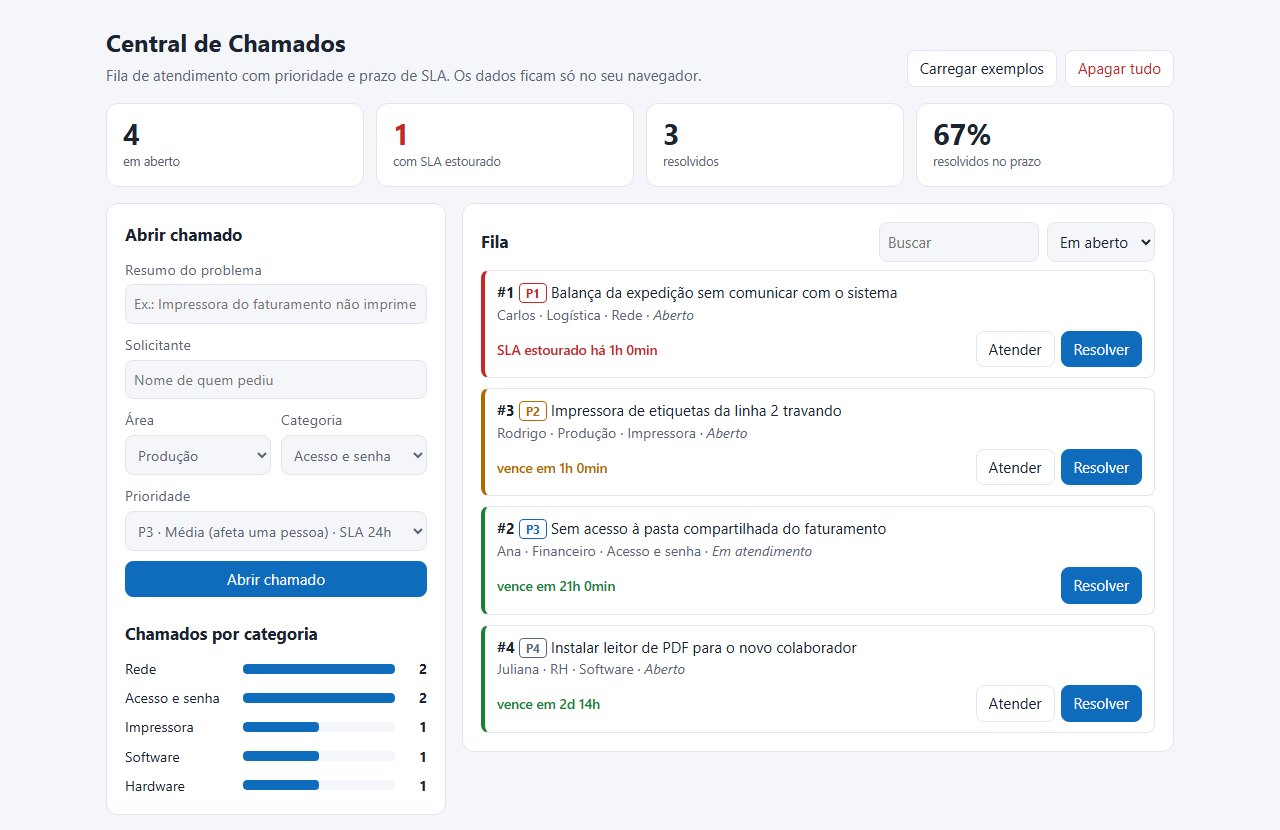 Central de Chamados
Fila de atendimento com prioridade e prazo de SLA. Os dados ficam só no seu navegador.
Carregar exemplos
Apagar tudo
4
em aberto
1
com SLA estourado
3
resolvidos
67%
resolvidos no prazo
Abrir chamado
Resumo do problema
Ex.: Impressora do faturamento não imprime
Solicitante
Nome de quem pediu
Área
Categoria
Produção
Acesso e senha
Prioridade
P3 · Média (afeta uma pessoa) · SLA 24h
Abrir chamado
Chamados por categoria
Rede 2
Acesso e senha 2
Impressora 1
Software 1
Hardware 1
Fila
Buscar
Em aberto
#1 P1 Balança da expedição sem comunicar com o sistema
Carlos · Logística · Rede · Aberto
SLA estourado há 1h 0min
Atender
Resolver
#3 P2 Impressora de etiquetas da linha 2 travando
Rodrigo · Produção · Impressora · Aberto
vence em 1h 0min
Atender
Resolver
#2 P3 Sem acesso à pasta compartilhada do faturamento
Ana · Financeiro · Acesso e senha · Em atendimento
vence em 21h 0min
Resolver
#4 P4 Instalar leitor de PDF para o novo colaborador
Juliana · RH · Software · Aberto
vence em 2d 14h
Atender
Resolver